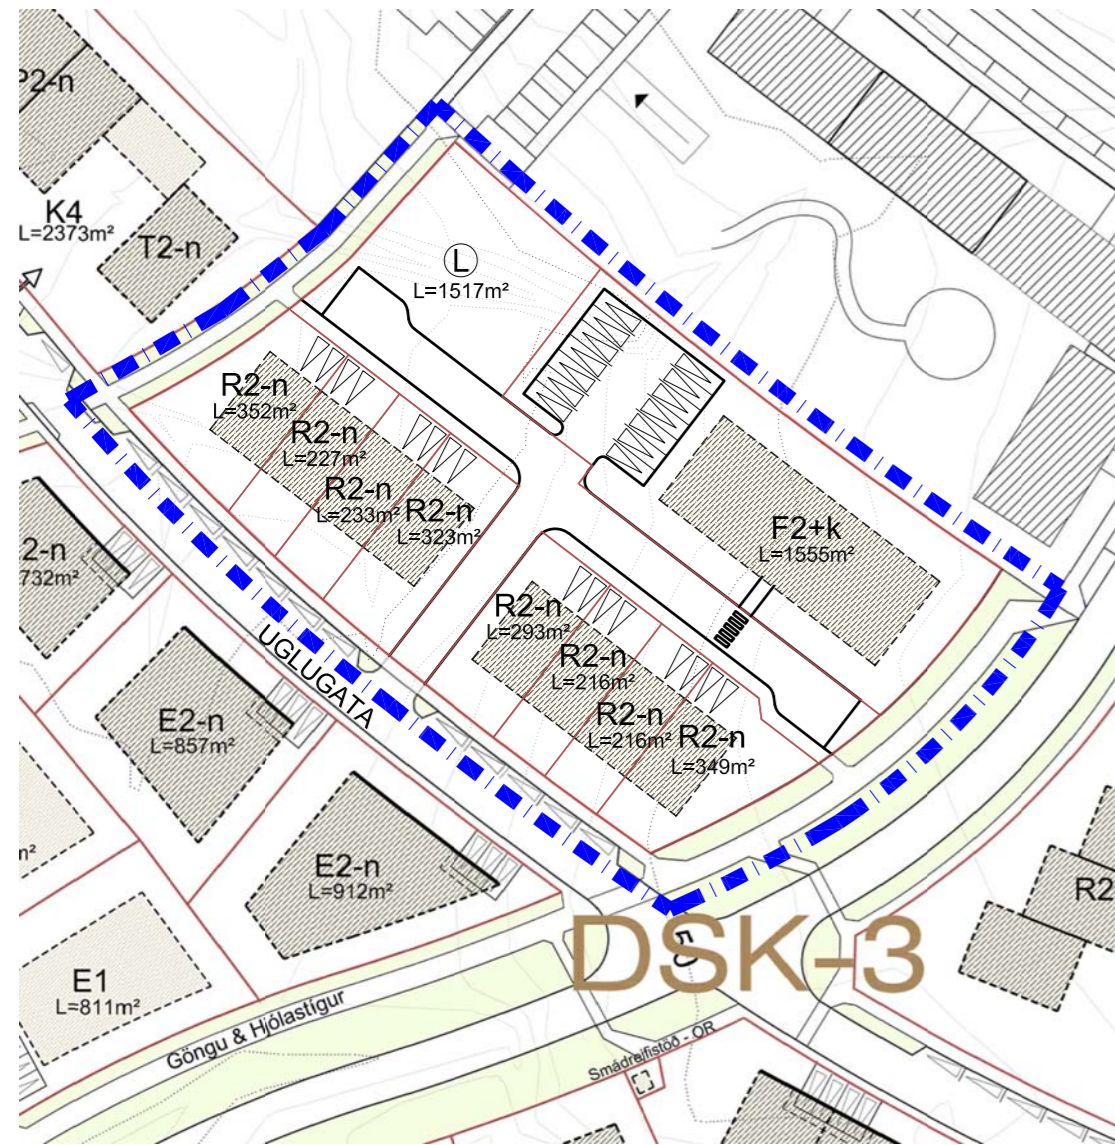 2-n
K4
L=2373m²
T2-n
L
L=1517m²
R2-n
L=352m²
R2-n
L=227m²
R2-n
L=233m²
R2-n
L=323m²
F2+k
L=1555m²
2-n
732m²
R2-n
L=293m²
R2-n
L=216m²
R2-n
L=216m²
R2-n
L=349m²
UGLUGATA
E2-n
L=857m²
E2-n
L=912m²
n²
R2
DSK-3
50
E1
L=811m²
Göngu & Hjólastígur
Smádreifistöð - OR